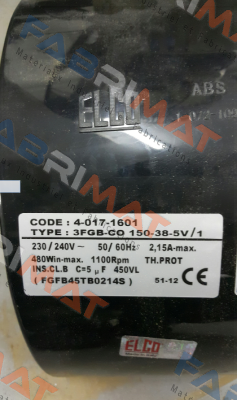 FABRIMAT
ELCO
ABS
CODE : 4-017-1601
TYPE : 3FGB-CO 150-38-5V/1
230/240V~ 50/60Hz 2,15A-max.
480Win-max. 1100Rpm TH.PROT
INS.CL.B C=5 µF 450VL
(FGFB45TB0214S) 51-12 CE
ELCO